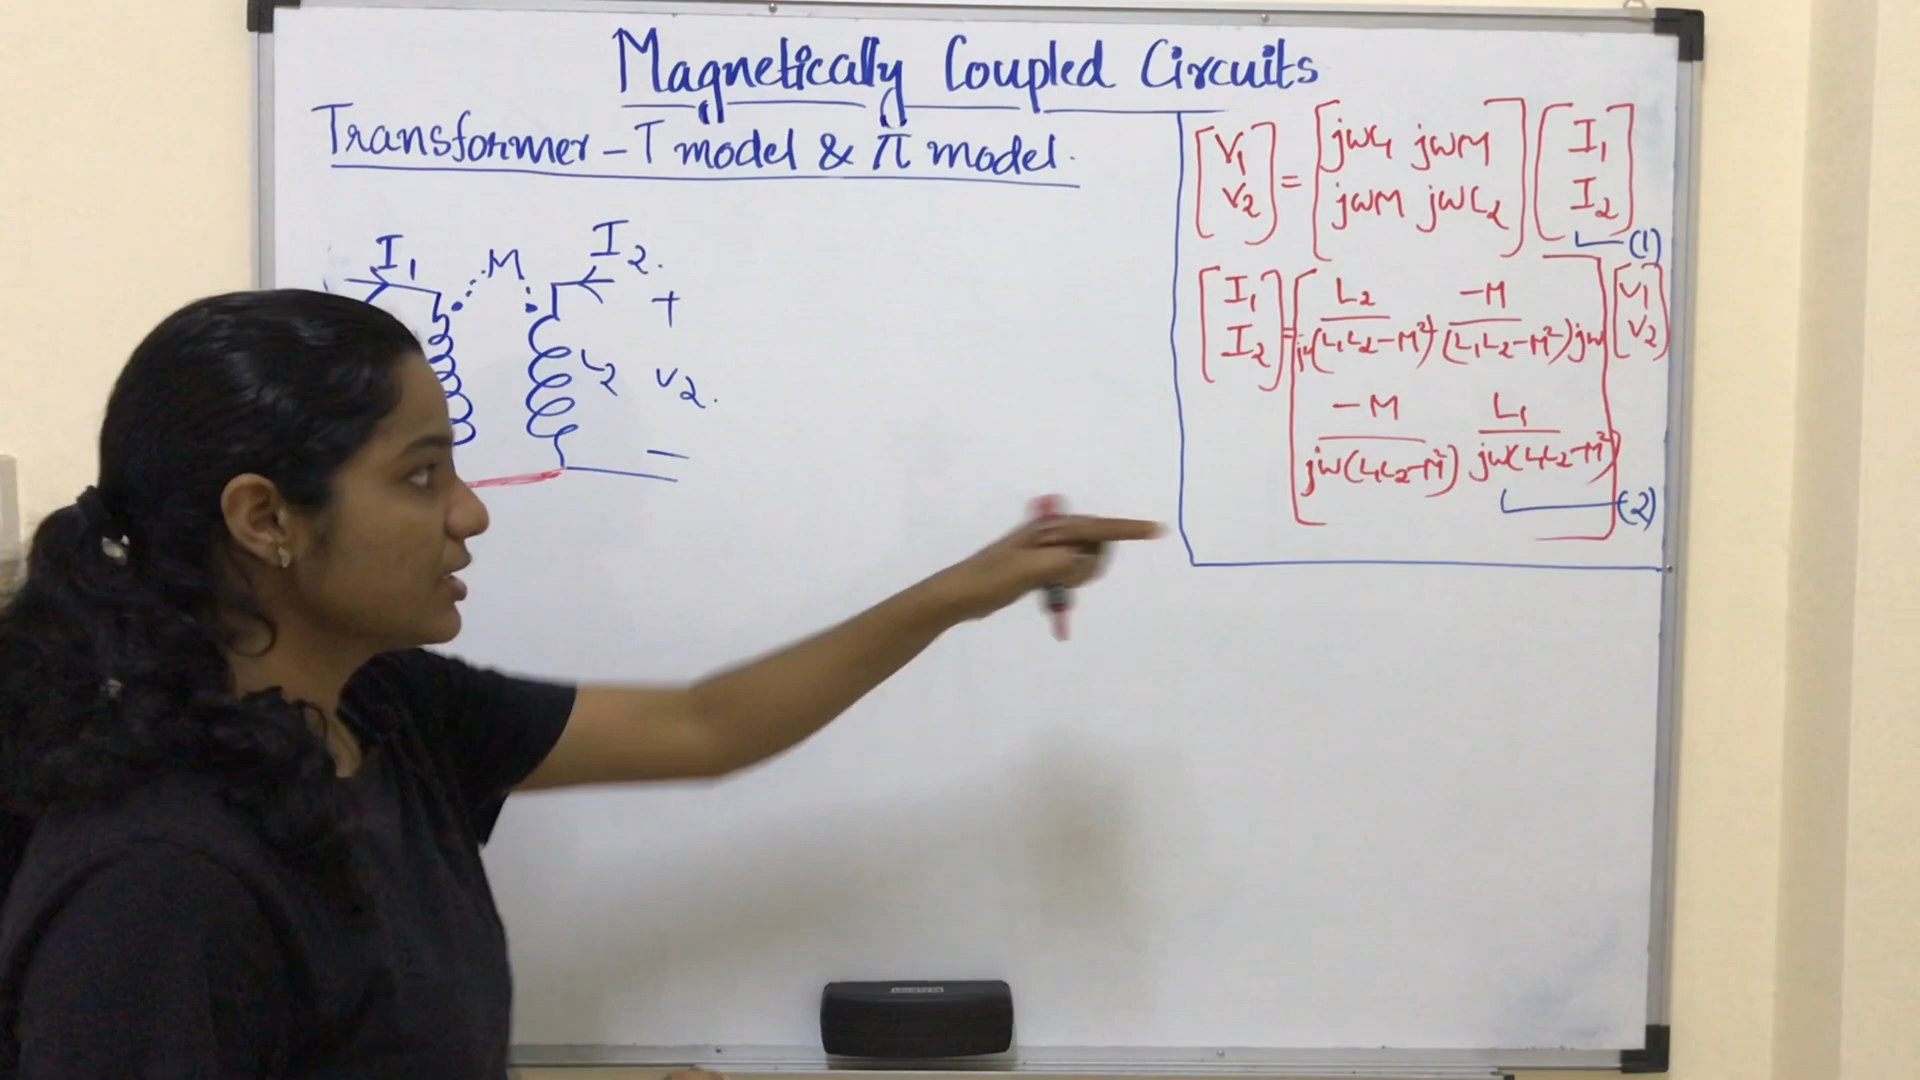 Magnetically Coupled Circuits
Transformer – T model & π model.
I₁ M I₂.
+
L₂ V₂.
–
[V₁ V₂] = [jωL₁ jωM
jωM jωL₂] [I₁ I₂] (1)
[I₁ I₂] = [L₂/jω(L₁L₂-M²) -M/(L₁L₂-M²)jω
-M/jω(L₁L₂-M²) L₁/jω(L₁L₂-M²)] [V₁ V₂] (2)